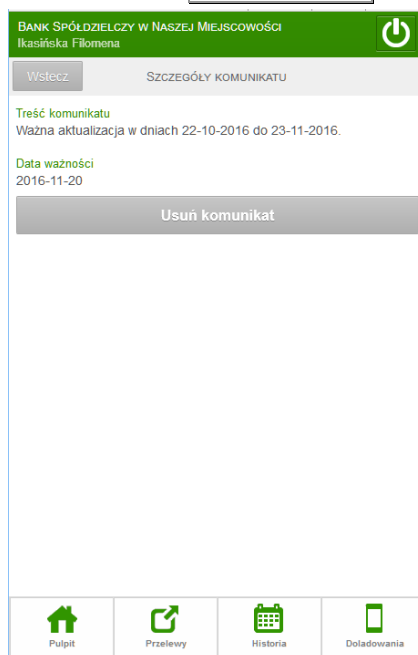 Bank Spółdzielczy w Naszej Miejscowości
Ikasińska Filomena
Wstecz
Szczegóły komunikatu
Treść komunikatu
Ważna aktualizacja w dniach 22-10-2016 do 23-11-2016.
Data ważności
2016-11-20
Usuń komunikat
Pulpit
Przelewy
Historia
Doładowania